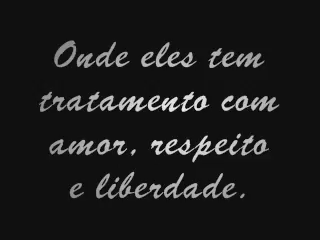 Onde eles tem
tratamento com
amor, respeito
e liberdade.